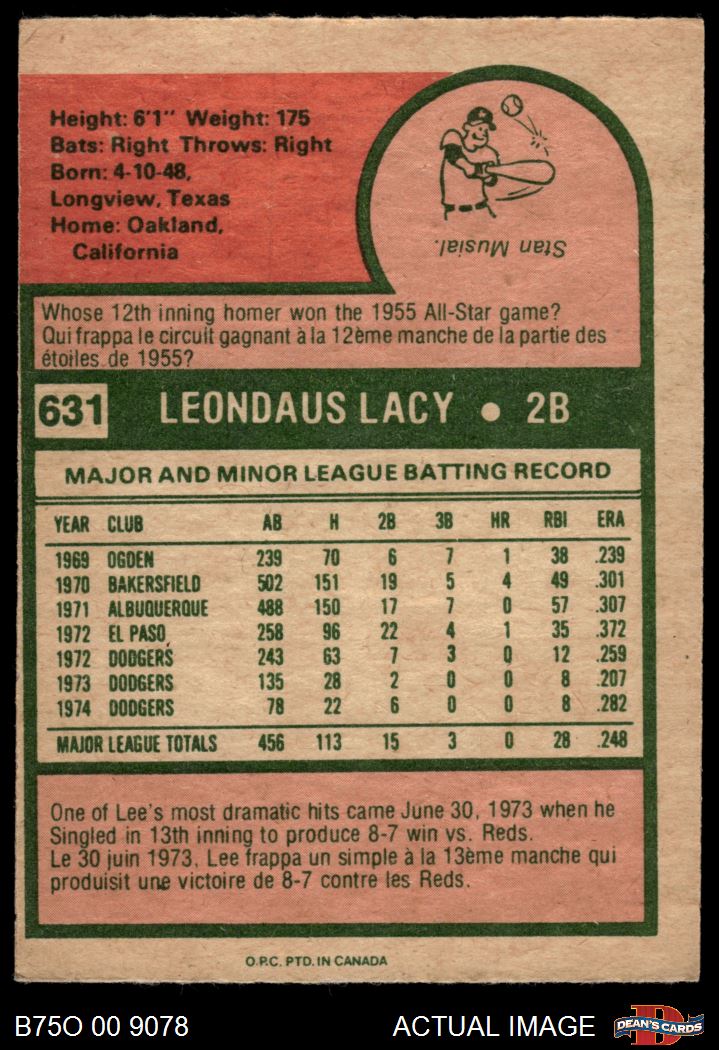 Height: 6'1" Weight: 175
Bats: Right Throws: Right
Born: 4-10-48,
Longview, Texas
Home: Oakland,
California
Stan Musial.
Whose 12th inning homer won the 1955 All-Star game?
Qui frappa le circuit gagnant à la 12ème manche de la partie des
étoiles de 1955?
631 LEONDAUS LACY • 2B
MAJOR AND MINOR LEAGUE BATTING RECORD
YEAR CLUB AB H 2B 3B HR RBI ERA
1969 OGDEN 239 70 6 7 1 38 .239
1970 BAKERSFIELD 502 151 19 5 4 49 .301
1971 ALBUQUERQUE 488 150 17 7 0 57 .307
1972 EL PASO 258 96 22 4 1 35 .372
1972 DODGERS 243 63 7 3 0 12 .259
1973 DODGERS 135 28 2 0 0 8 .207
1974 DODGERS 78 22 6 0 0 8 .282
MAJOR LEAGUE TOTALS 456 113 15 3 0 28 .248
One of Lee's most dramatic hits came June 30, 1973 when he
Singled in 13th inning to produce 8-7 win vs. Reds.
Le 30 juin 1973, Lee frappa un simple à la 13ème manche qui
produisit une victoire de 8-7 contre les Reds.
O.P.C. PTD. IN CANADA
B75O 00 9078 ACTUAL IMAGE D DEAN'S CARDS